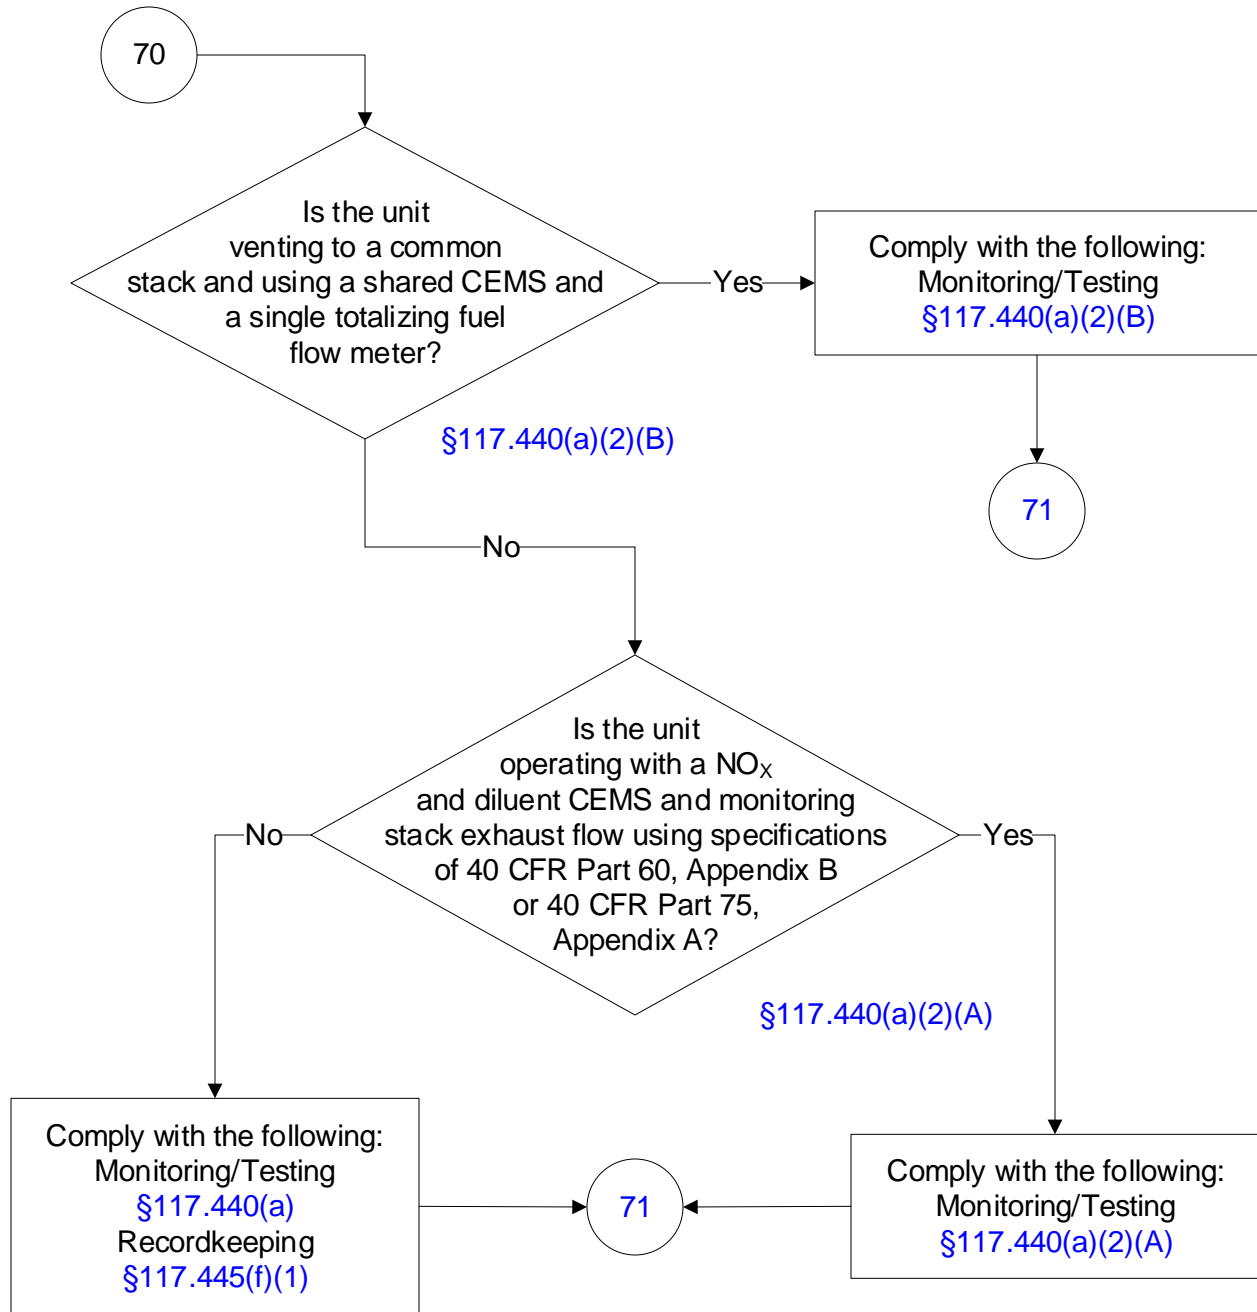 70
Is the unit
venting to a common
stack and using a shared CEMS and
a single totalizing fuel
flow meter?
Yes
Comply with the following:
Monitoring/Testing
§117.440(a)(2)(B)
§117.440(a)(2)(B)
71
No
Is the unit
operating with a NOX
and diluent CEMS and monitoring
stack exhaust flow using specifications
of 40 CFR Part 60, Appendix B
or 40 CFR Part 75,
Appendix A?
No
Yes
§117.440(a)(2)(A)
Comply with the following:
Monitoring/Testing
§117.440(a)
Recordkeeping
§117.445(f)(1)
71
Comply with the following:
Monitoring/Testing
§117.440(a)(2)(A)